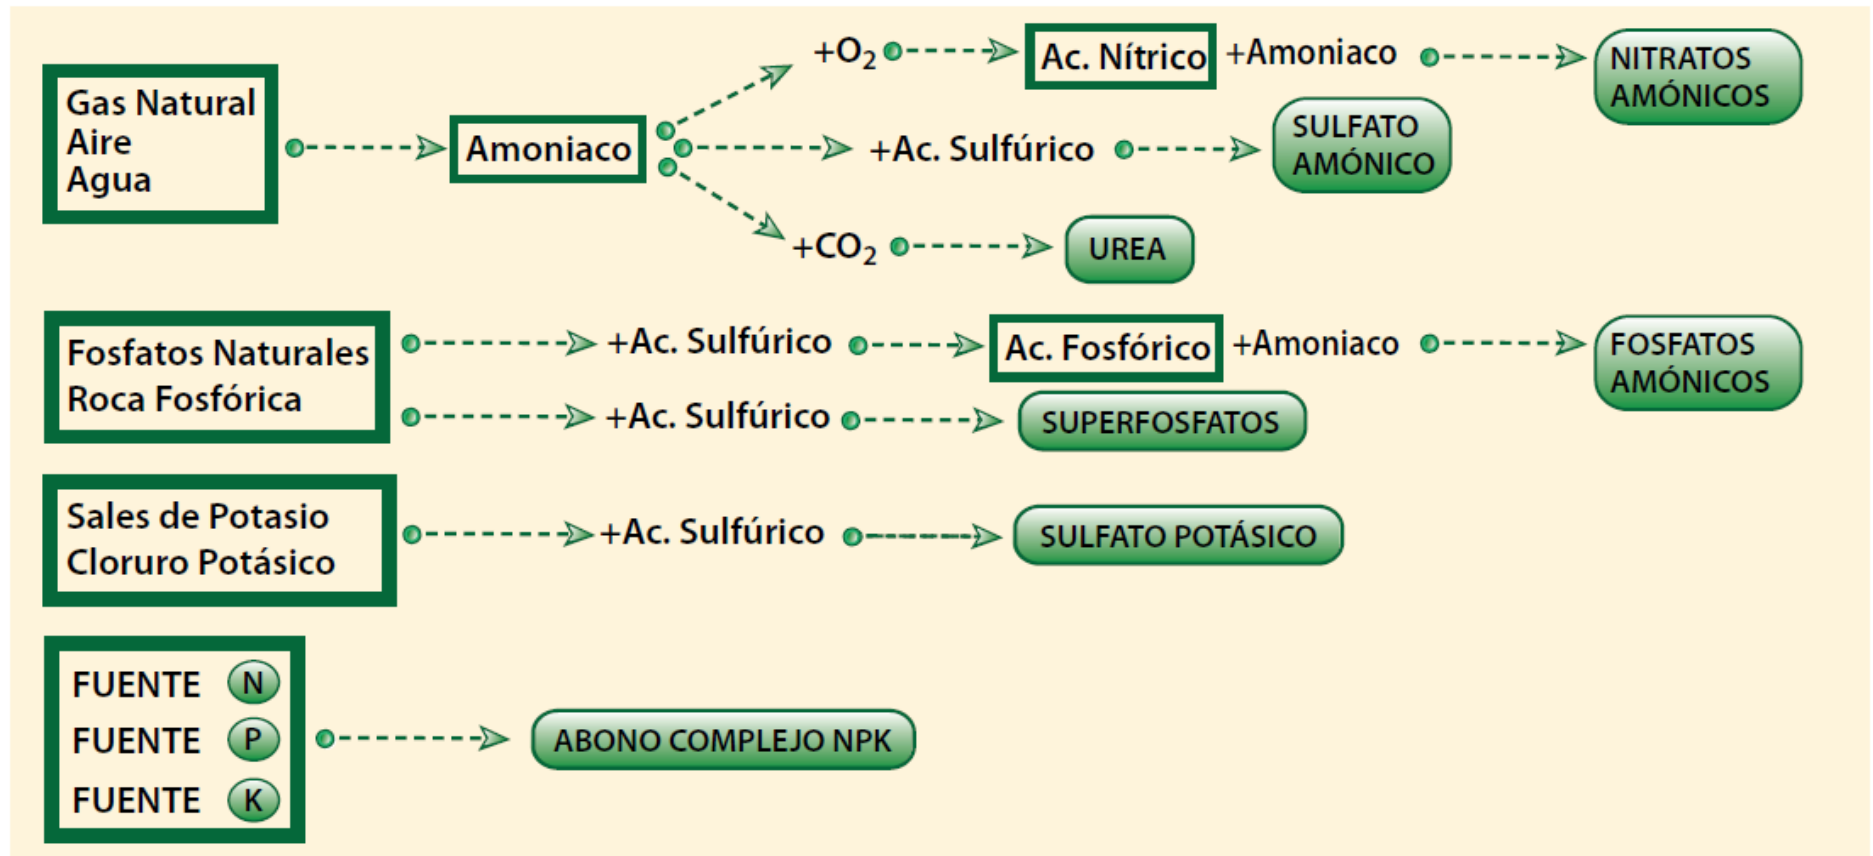 Gas Natural
Aire
Agua
Amoniaco
+O₂
Ac. Nítrico
+Amoniaco
NITRATOS
AMÓNICOS
+Ac. Sulfúrico
SULFATO
AMÓNICO
+CO₂
UREA
Fosfatos Naturales
Roca Fosfórica
+Ac. Sulfúrico
Ac. Fosfórico
+Amoniaco
FOSFATOS
AMÓNICOS
+Ac. Sulfúrico
SUPERFOSFATOS
Sales de Potasio
Cloruro Potásico
+Ac. Sulfúrico
SULFATO POTÁSICO
FUENTE N
FUENTE P
FUENTE K
ABONO COMPLEJO NPK